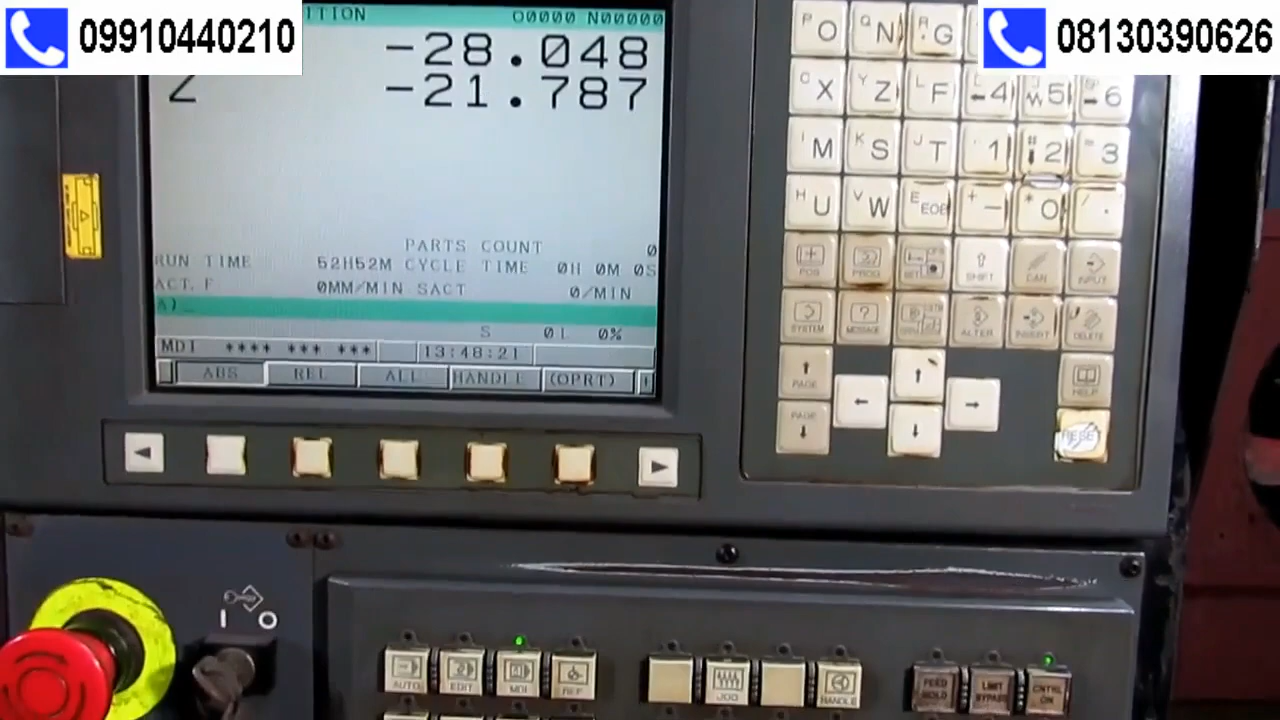 09910440210
08130390626
ITION O0000 N00000
-28.048
Z -21.787
PARTS COUNT 0
RUN TIME 52H52M CYCLE TIME 0H 0M 0S
ACT. F 0MM/MIN SACT 0/MIN
A)_
S 0 L 0%
MDI **** *** *** 13:48:21
ABS REL ALL HANDLE (OPRT)
P O Q N R G
C X Y Z L F 4 5 SP 6
I M K S J T , 1 # 2 = 3
H U V W E EOB + - * 0 / .
POS PROG SHIFT CAN INPUT
SYSTEM MESSAGE ALTER INSERT DELETE
PAGE HELP
PAGE RESET
I O
AUTO EDIT MDI REF JOG HANDLE FEED HOLD LIMIT BYPASS CNTRL ON